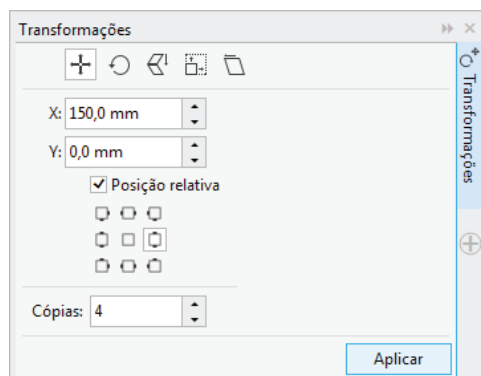 Transformações
X: 150,0 mm
Y: 0,0 mm
Posição relativa
Cópias: 4
Aplicar
Transformações